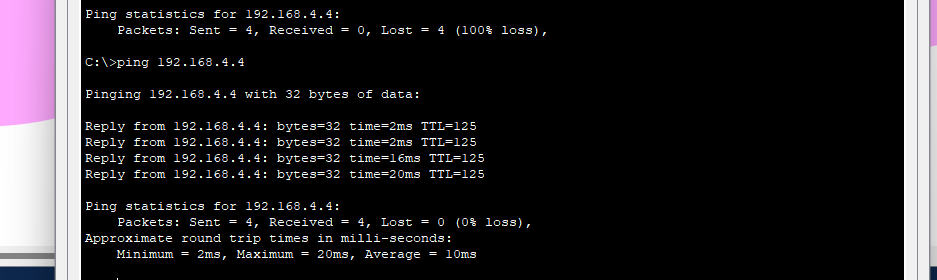 Ping statistics for 192.168.4.4:
    Packets: Sent = 4, Received = 0, Lost = 4 (100% loss),
C:\>ping 192.168.4.4
Pinging 192.168.4.4 with 32 bytes of data:
Reply from 192.168.4.4: bytes=32 time=2ms TTL=125
Reply from 192.168.4.4: bytes=32 time=2ms TTL=125
Reply from 192.168.4.4: bytes=32 time=16ms TTL=125
Reply from 192.168.4.4: bytes=32 time=20ms TTL=125
Ping statistics for 192.168.4.4:
    Packets: Sent = 4, Received = 4, Lost = 0 (0% loss),
Approximate round trip times in milli-seconds:
    Minimum = 2ms, Maximum = 20ms, Average = 10ms